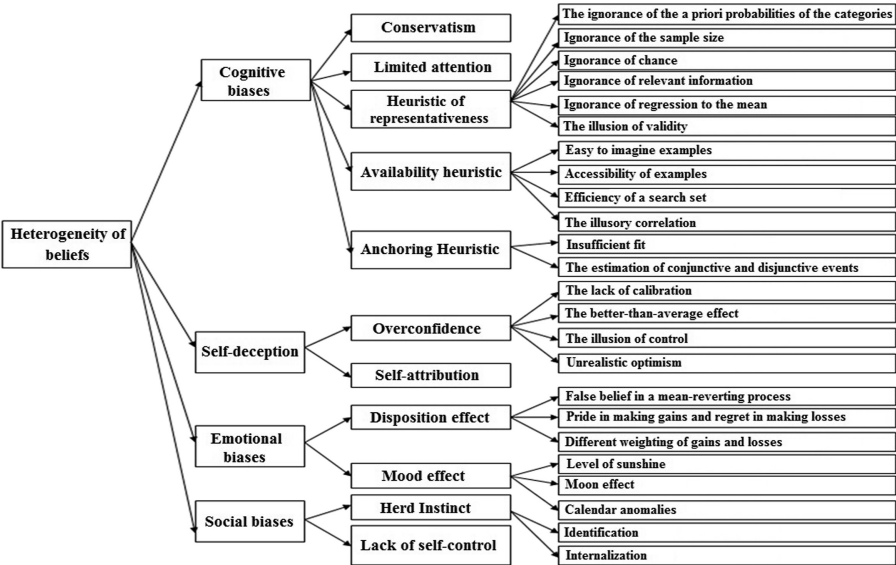 Heterogeneity of
beliefs
Cognitive
biases
Self-deception
Emotional
biases
Social biases
Conservatism
Limited attention
Heuristic of
representativeness
Availability heuristic
Anchoring Heuristic
Overconfidence
Self-attribution
Disposition effect
Mood effect
Herd Instinct
Lack of self-control
The ignorance of the a priori probabilities of the categories
Ignorance of the sample size
Ignorance of chance
Ignorance of relevant information
Ignorance of regression to the mean
The illusion of validity
Easy to imagine examples
Accessibility of examples
Efficiency of a search set
The illusory correlation
Insufficient fit
The estimation of conjunctive and disjunctive events
The lack of calibration
The better-than-average effect
The illusion of control
Unrealistic optimism
False belief in a mean-reverting process
Pride in making gains and regret in making losses
Different weighting of gains and losses
Level of sunshine
Moon effect
Calendar anomalies
Identification
Internalization